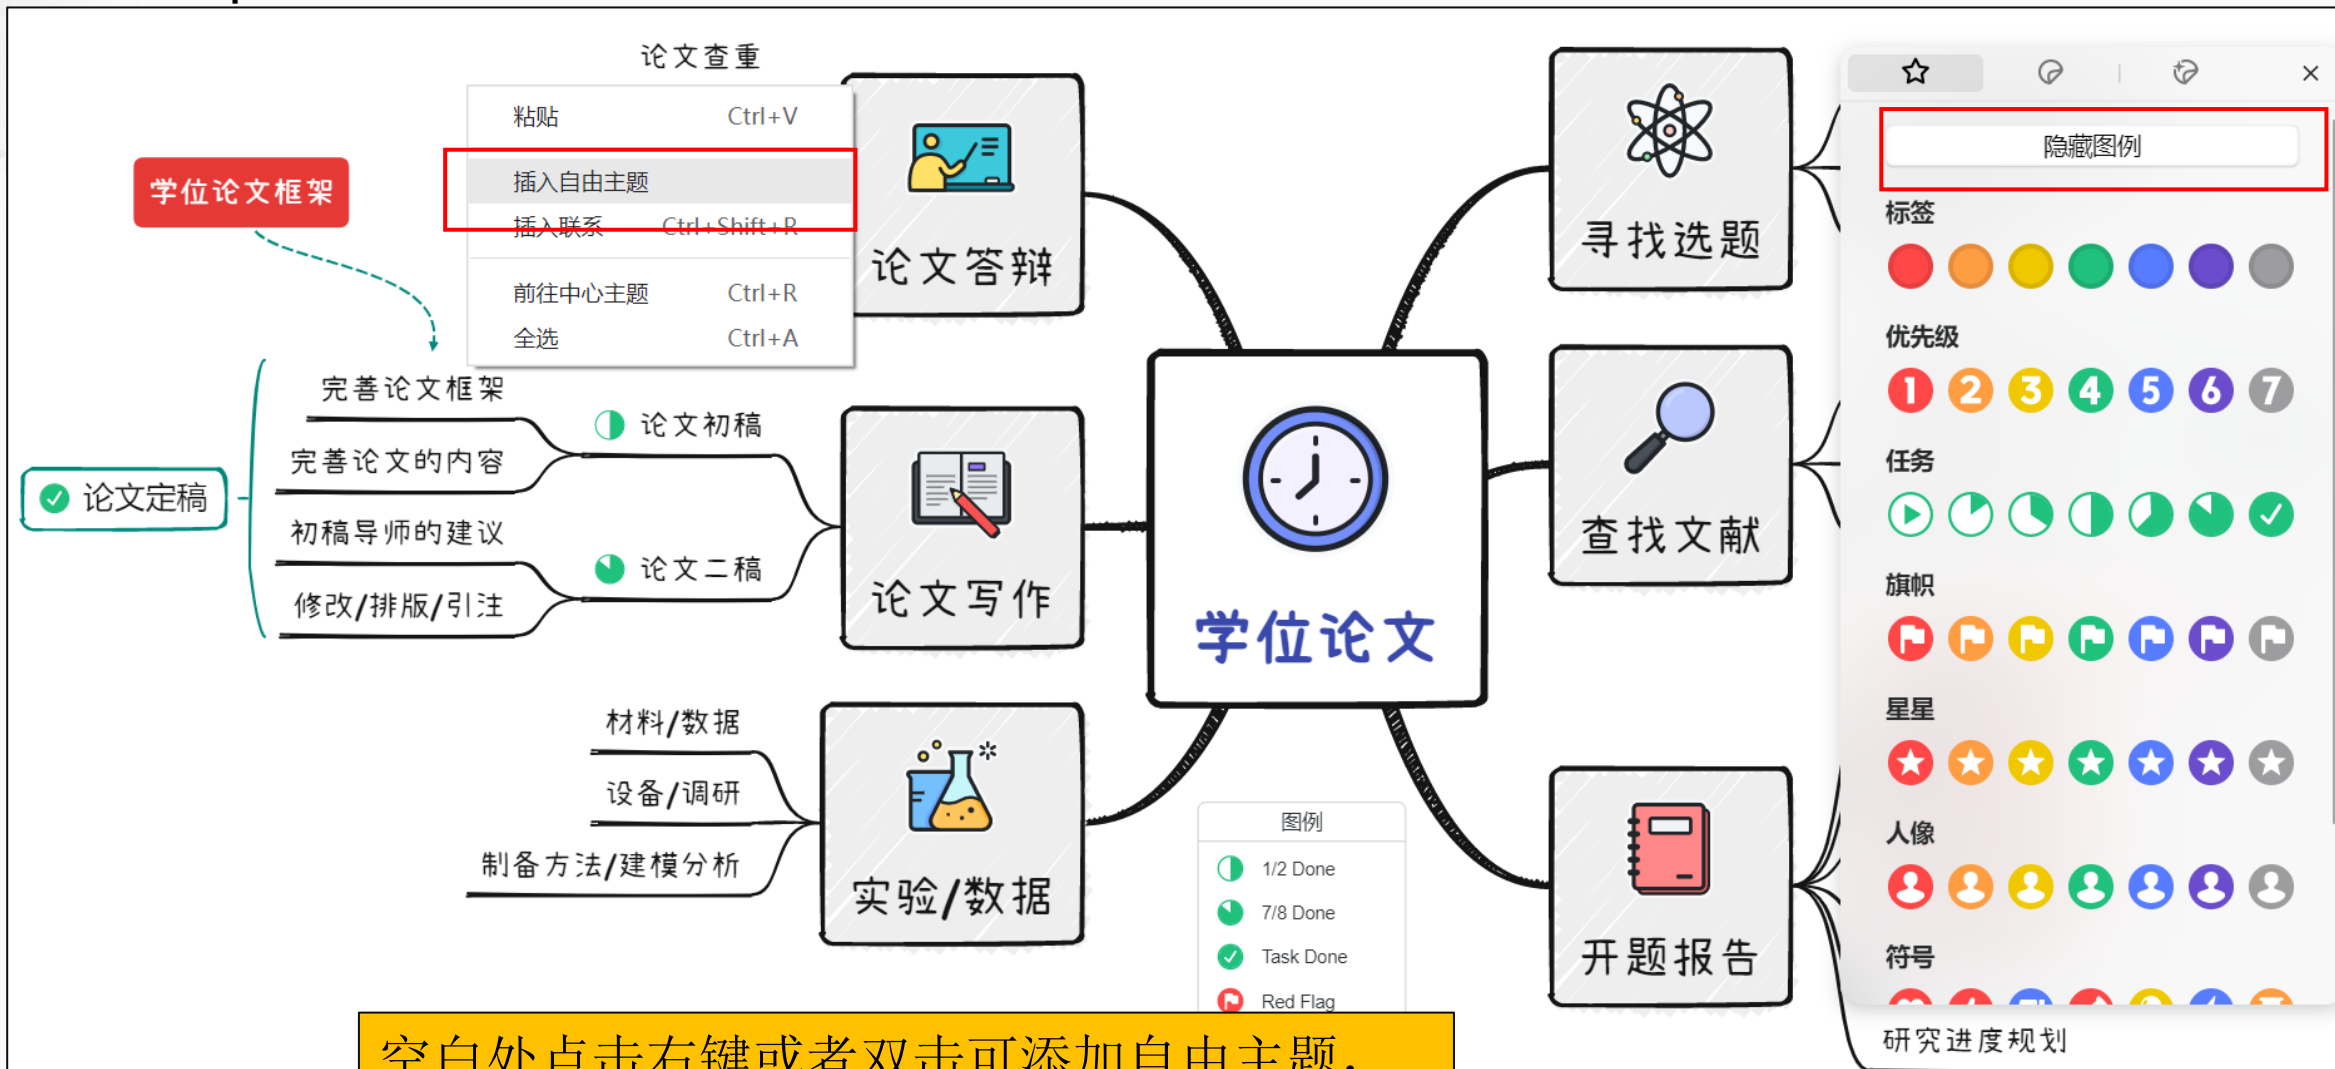 论文查重
粘贴 Ctrl+V
插入自由主题
插入联系 Ctrl+Shift+R
前往中心主题 Ctrl+R
全选 Ctrl+A
学位论文框架
论文答辩
完善论文框架
论文初稿
完善论文的内容
论文定稿
初稿导师的建议
论文二稿
修改/排版/引注
论文写作
材料/数据
设备/调研
制备方法/建模分析
实验/数据
学位论文
寻找选题
查找文献
开题报告
研究进度规划
图例
1/2 Done
7/8 Done
Task Done
Red Flag
隐藏图例
标签
优先级
1 2 3 4 5 6 7
任务
旗帜
星星
人像
符号
空白处点击右键或者双击可添加自由主题.